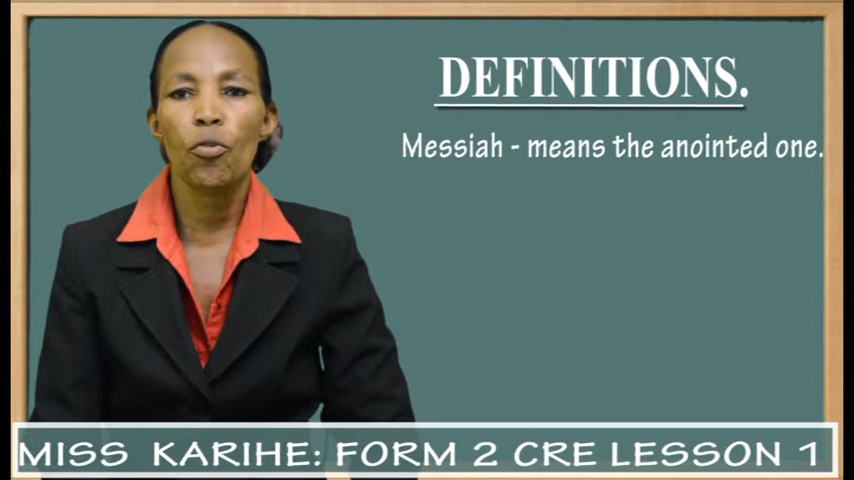 DEFINITIONS.
Messiah - means the anointed one.
MISS KARIHE: FORM 2 CRE LESSON 1